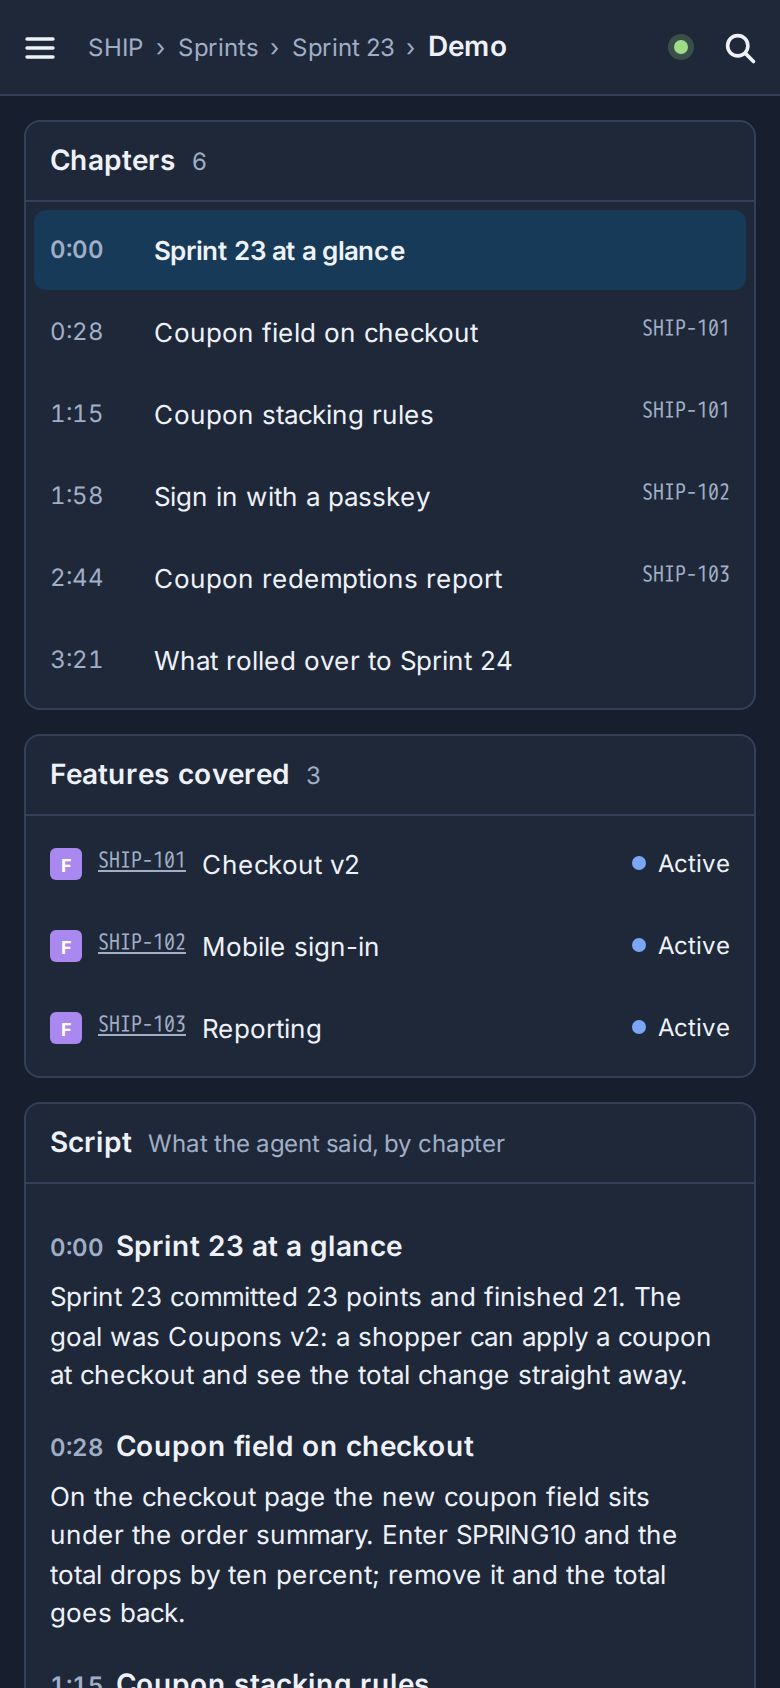 SHIP › Sprints › Sprint 23 › Demo
Chapters 6
0:00 Sprint 23 at a glance
0:28 Coupon field on checkout SHIP-101
1:15 Coupon stacking rules SHIP-101
1:58 Sign in with a passkey SHIP-102
2:44 Coupon redemptions report SHIP-103
3:21 What rolled over to Sprint 24
Features covered 3
F SHIP-101 Checkout v2 Active
F SHIP-102 Mobile sign-in Active
F SHIP-103 Reporting Active
Script What the agent said, by chapter
0:00 Sprint 23 at a glance
Sprint 23 committed 23 points and finished 21. The
goal was Coupons v2: a shopper can apply a coupon
at checkout and see the total change straight away.
0:28 Coupon field on checkout
On the checkout page the new coupon field sits
under the order summary. Enter SPRING10 and the
total drops by ten percent; remove it and the total
goes back.
1:15 Coupon stacking rules